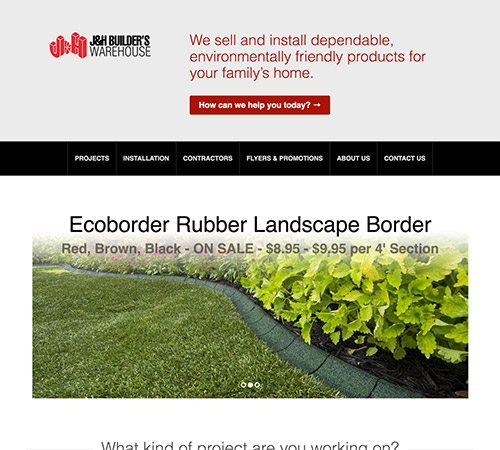 J&H BUILDER'S
WAREHOUSE
We sell and install dependable,
environmentally friendly products for
your family's home.
How can we help you today? →
PROJECTS INSTALLATION CONTRACTORS FLYERS & PROMOTIONS ABOUT US CONTACT US
Ecoborder Rubber Landscape Border
Red, Brown, Black - ON SALE - $8.95 - $9.95 per 4' Section
What kind of project are you working on?